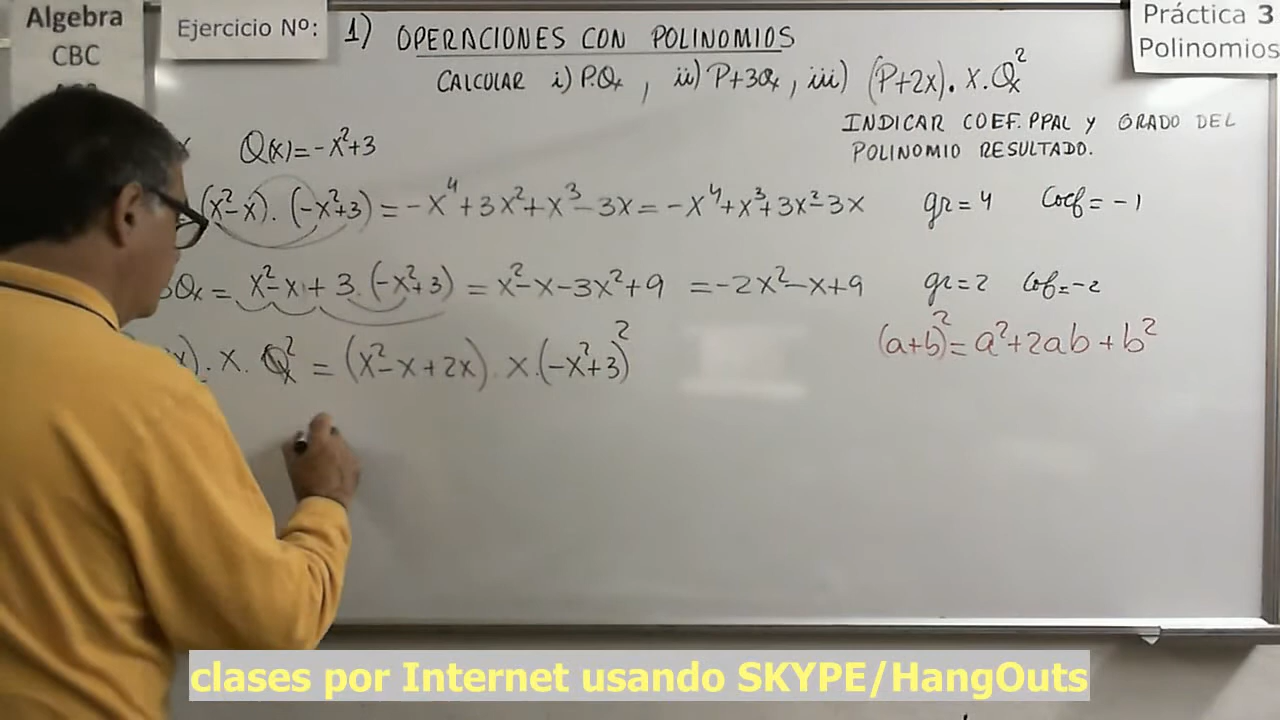 Algebra
CBC
Ejercicio Nº:
Práctica 3
Polinomios
1) OPERACIONES CON POLINOMIOS
CALCULAR i) P.Qx , ii) P+3Qx , iii) (P+2x). x.Qx²
INDICAR COEF. PPAL Y GRADO DEL
POLINOMIO RESULTADO.
x Q(x)=-x²+3
(x²-x).(-x²+3)=-x⁴+3x²+x³-3x=-x⁴+x³+3x²-3x gr=4 Coef=-1
3Qx = x²-x+3.(-x²+3)=x²-x-3x²+9 =-2x²-x+9 gr=2 Cof=-2
(a+b)²=a²+2ab+b²
x). x. Qx² = (x²-x+2x). x.(-x²+3)²
clases por Internet usando SKYPE/HangOuts